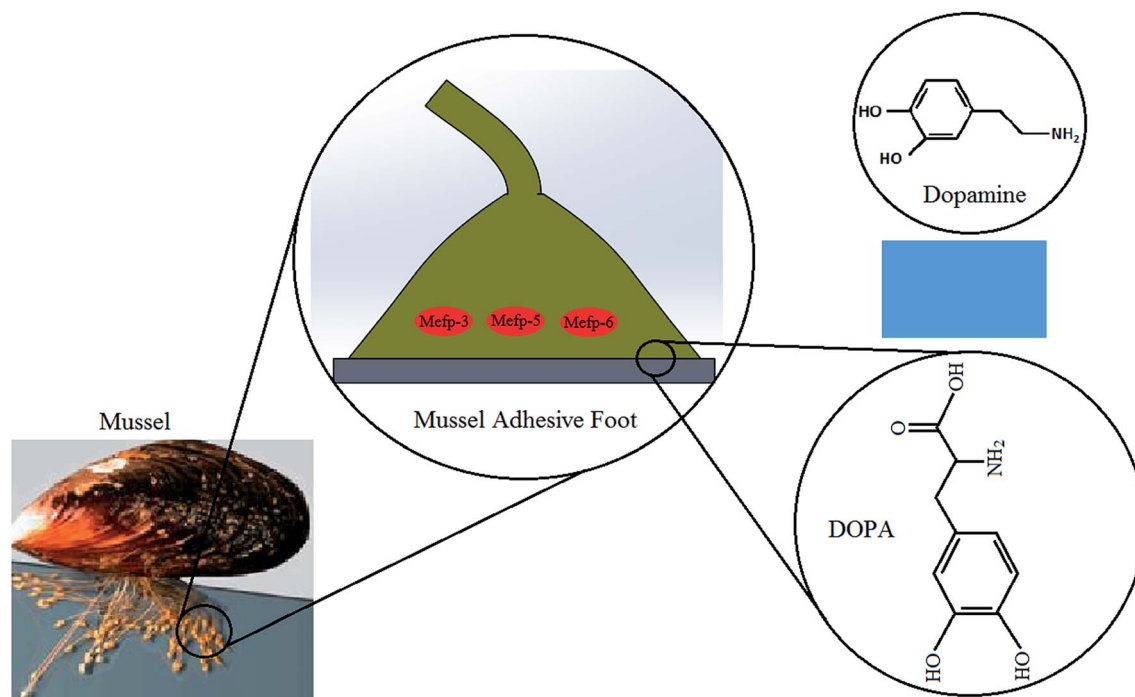 Mussel
Mefp-3
Mefp-5
Mefp-6
Mussel Adhesive Foot
HO
HO
NH2
Dopamine
OH
O
NH2
DOPA
HO
HO